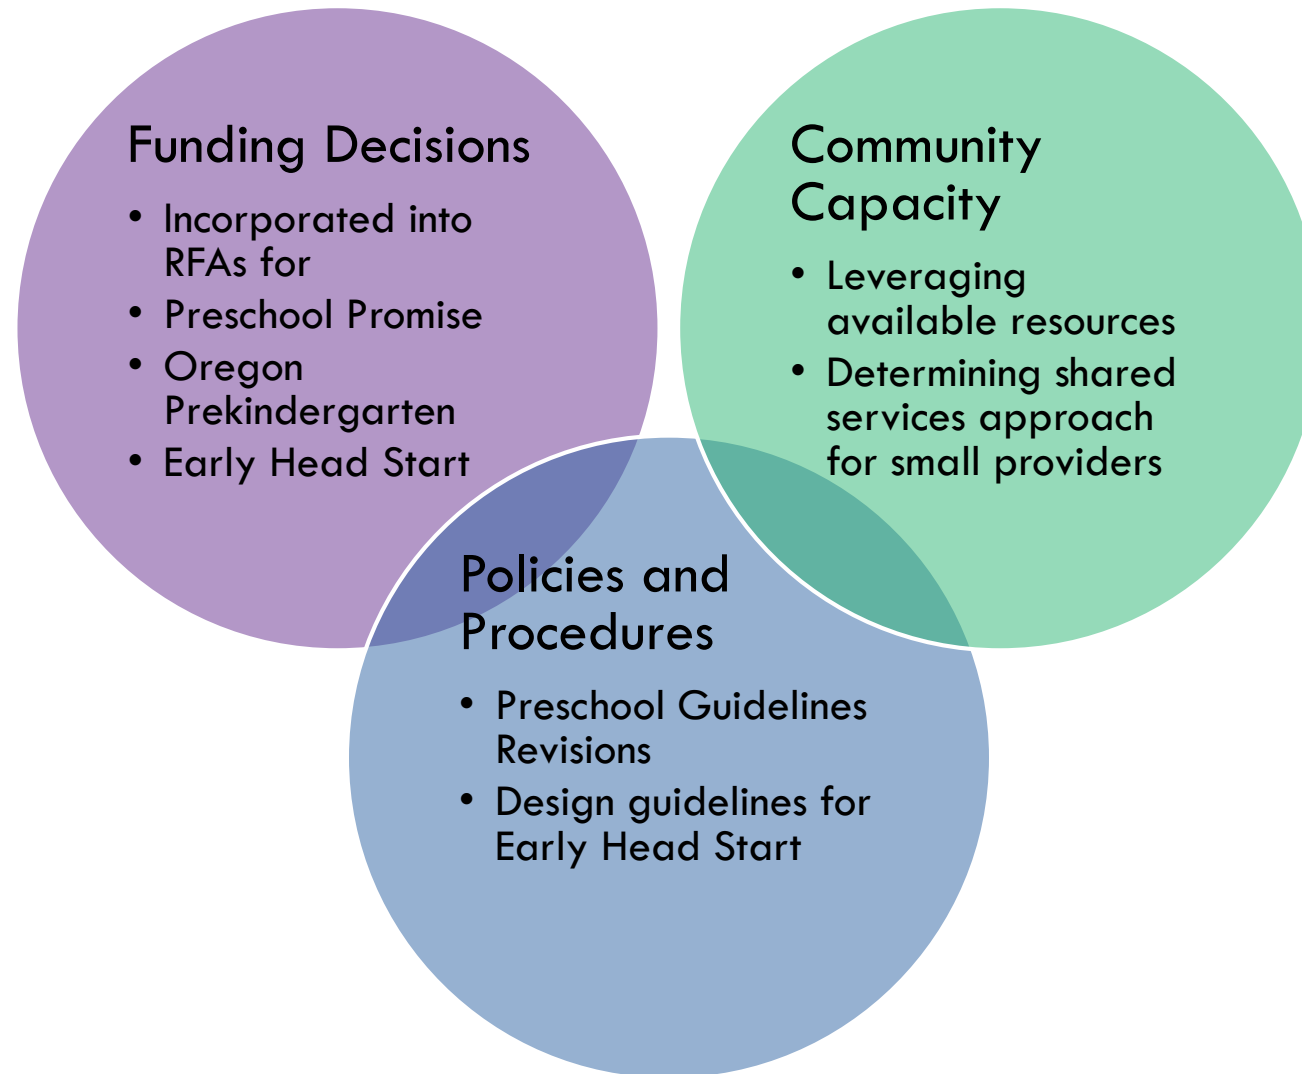 Funding Decisions
• Incorporated into
RFAs for
• Preschool Promise
• Oregon
Prekindergarten
• Early Head Start
Community
Capacity
• Leveraging
available resources
• Determining shared
services approach
for small providers
Policies and
Procedures
• Preschool Guidelines
Revisions
• Design guidelines for
Early Head Start